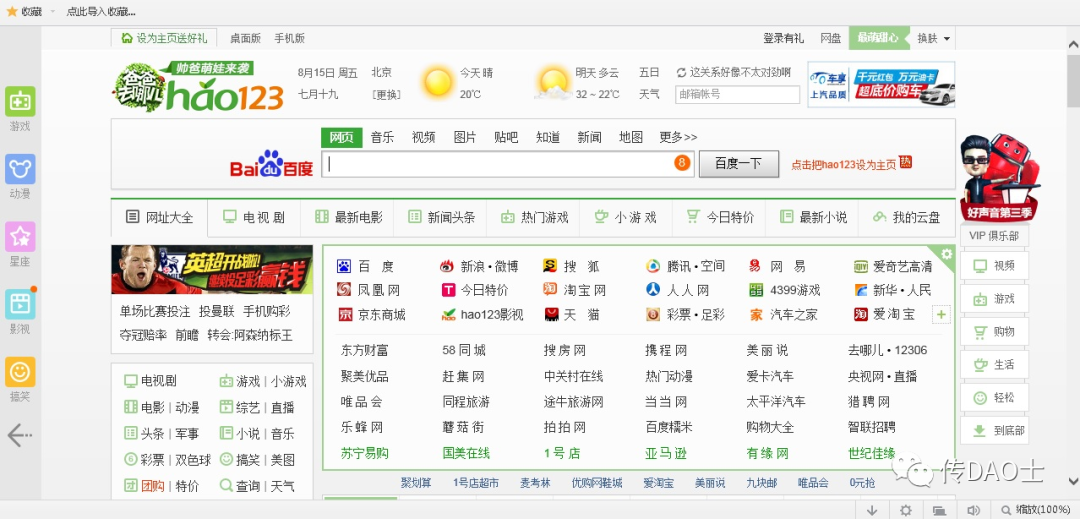 收藏 点此导入收藏...
设为主页送好礼 桌面版 手机版 登录有礼 网盘 最萌甜心 换肤
帅爸萌娃来袭
hao123
8月15日 周五 北京 今天 晴 明天 多云 五日 这关系好像不太对劲啊
七月十九 [更换] 20℃ 32 ~ 22℃ 天气 邮箱帐号
车享 上汽品质 千元红包 万元油卡
超底价购车
网页 音乐 视频 图片 贴吧 知道 新闻 地图 更多>>
Bai du 百度 8 百度一下 点击把hao123设为主页 热
网址大全 电视剧 最新电影 新闻头条 热门游戏 小游戏 今日特价 最新小说 我的云盘
游戏
动漫
星座
影视
搞笑
英超开战啦!
赢钱
单场比赛投注 投曼联 手机购彩
夺冠赔率 前瞻 转会:阿森纳标王
电视剧 游戏 | 小游戏
电影 | 动漫 综艺 | 直播
头条 | 军事 小说 | 音乐
彩票 | 双色球 搞笑 | 美图
团购 | 特价 查询 | 天气
百 度 新浪 • 微博 搜 狐 腾讯 • 空间 网 易 爱奇艺高清
凤凰网 今日特价 淘宝网 人人网 4399游戏 新华 • 人民
京东商城 hao123影视 天 猫 彩票 • 足彩 汽车之家 爱淘宝
东方财富 58同城 搜房网 携程网 美丽说 去哪儿 • 12306
聚美优品 赶集网 中关村在线 热门动漫 爱卡汽车 央视网 • 直播
唯品会 同程旅游 途牛旅游网 当当网 太平洋汽车 猎聘网
乐蜂网 蘑菇街 拍拍网 百度糯米 购物大全 智联招聘
苏宁易购 国美在线 1号店 亚马逊 有缘网 世纪佳缘
聚划算 1号店超市 麦考林 优购网鞋城 爱淘宝 美丽说 九块邮 唯品会 0元抢
好声音第三季
VIP 俱乐部
视频
游戏
购物
生活
轻松
到底部
传DAO士
缩放(100%)